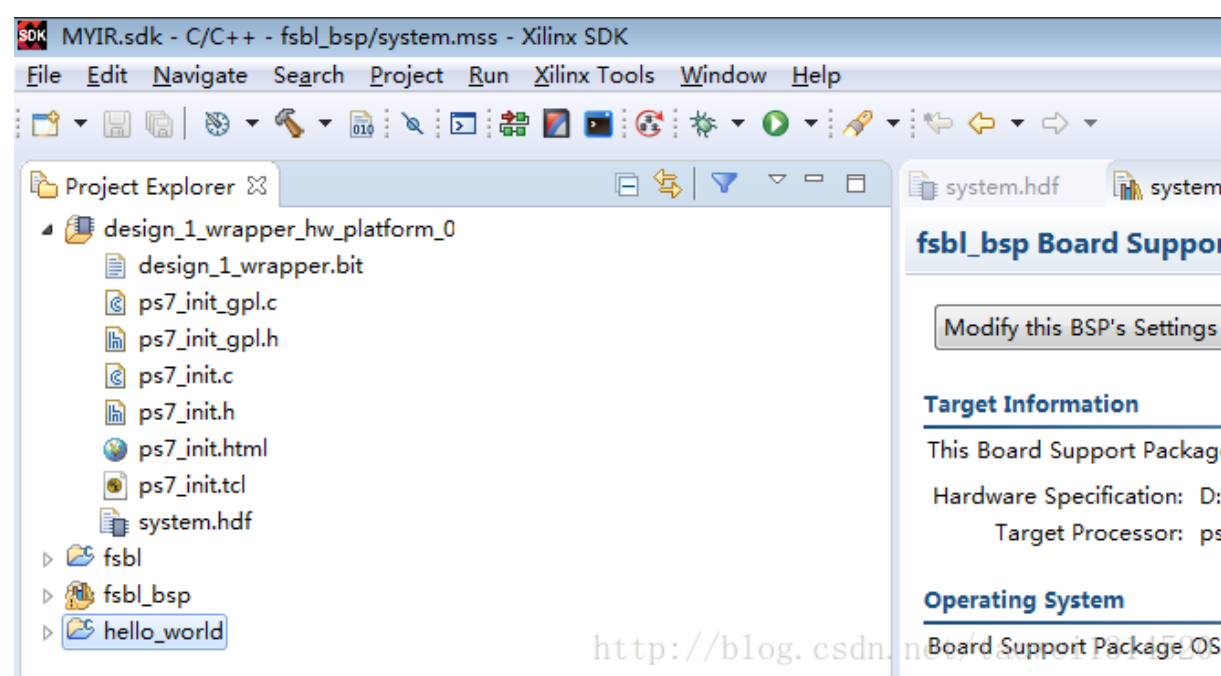 MYIR.sdk - C/C++ - fsbl_bsp/system.mss - Xilinx SDK
File Edit Navigate Search Project Run Xilinx Tools Window Help
Project Explorer
system.hdf
system
design_1_wrapper_hw_platform_0
design_1_wrapper.bit
ps7_init_gpl.c
ps7_init_gpl.h
ps7_init.c
ps7_init.h
ps7_init.html
ps7_init.tcl
system.hdf
fsbl
fsbl_bsp
hello_world
fsbl_bsp Board Suppor
Modify this BSP's Settings
Target Information
This Board Support Packag
Hardware Specification: D:
Target Processor: ps
Operating System
Board Support Package OS
http://blog.csdn.